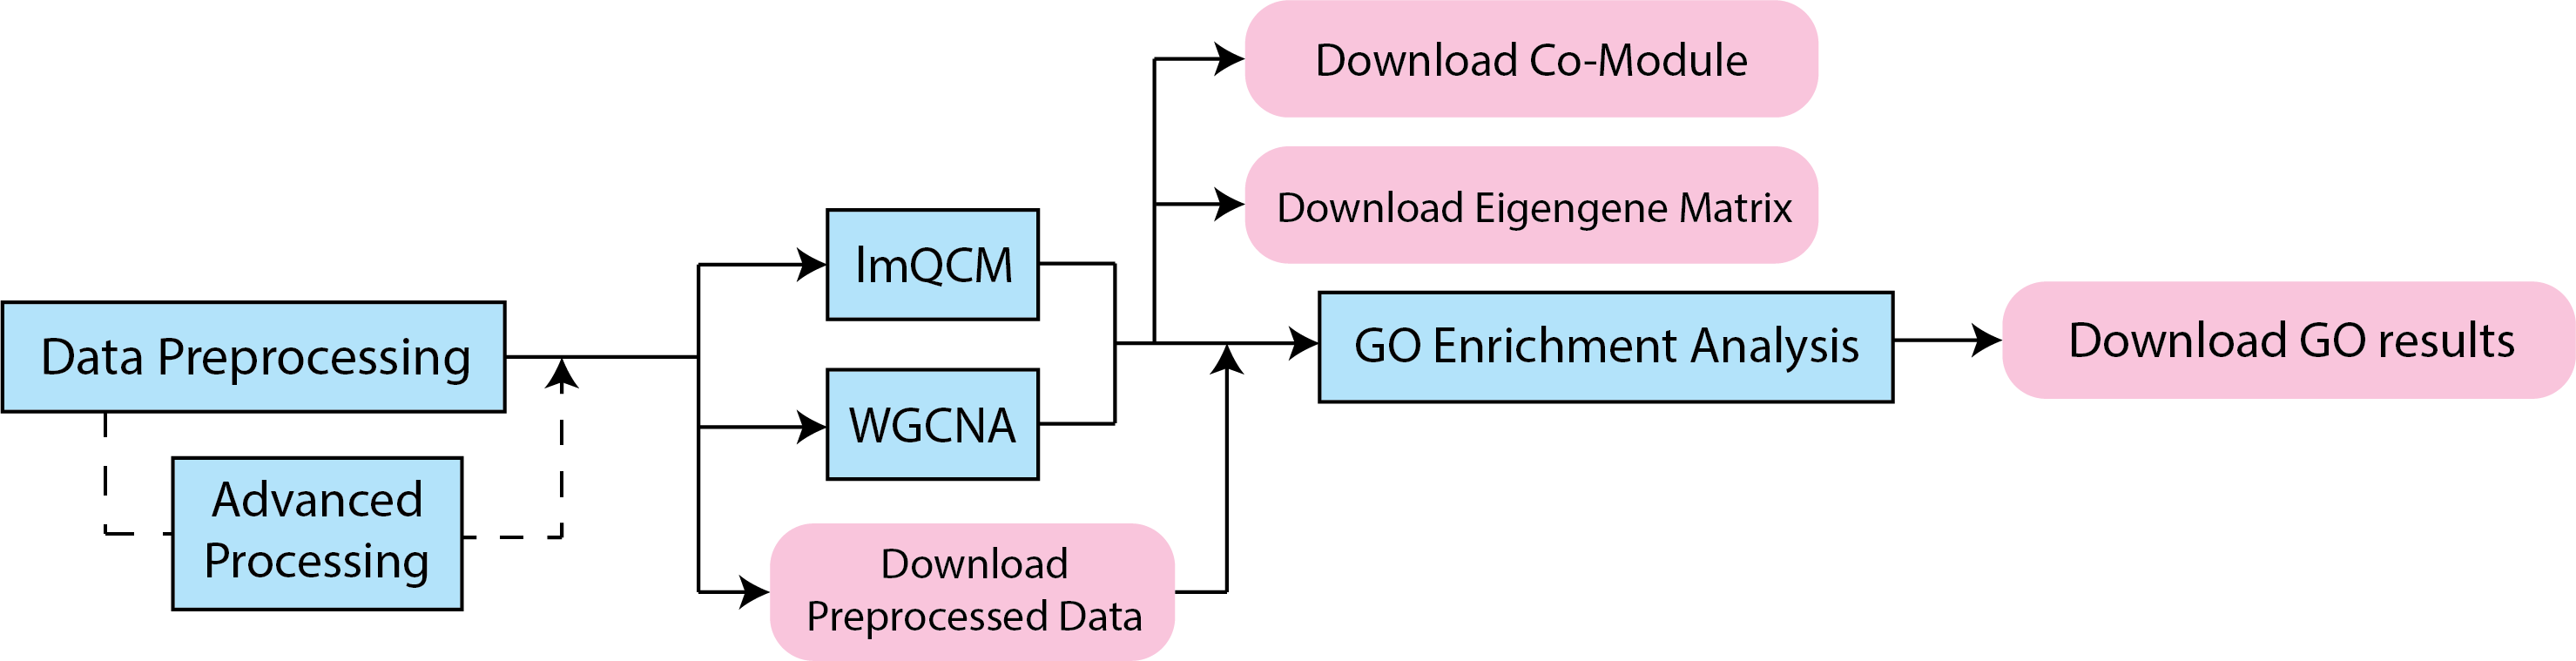 Download Co-Module
Download Eigengene Matrix
lmQCM
Data Preprocessing
GO Enrichment Analysis
Download GO results
WGCNA
Advanced
Processing
Download
Preprocessed Data